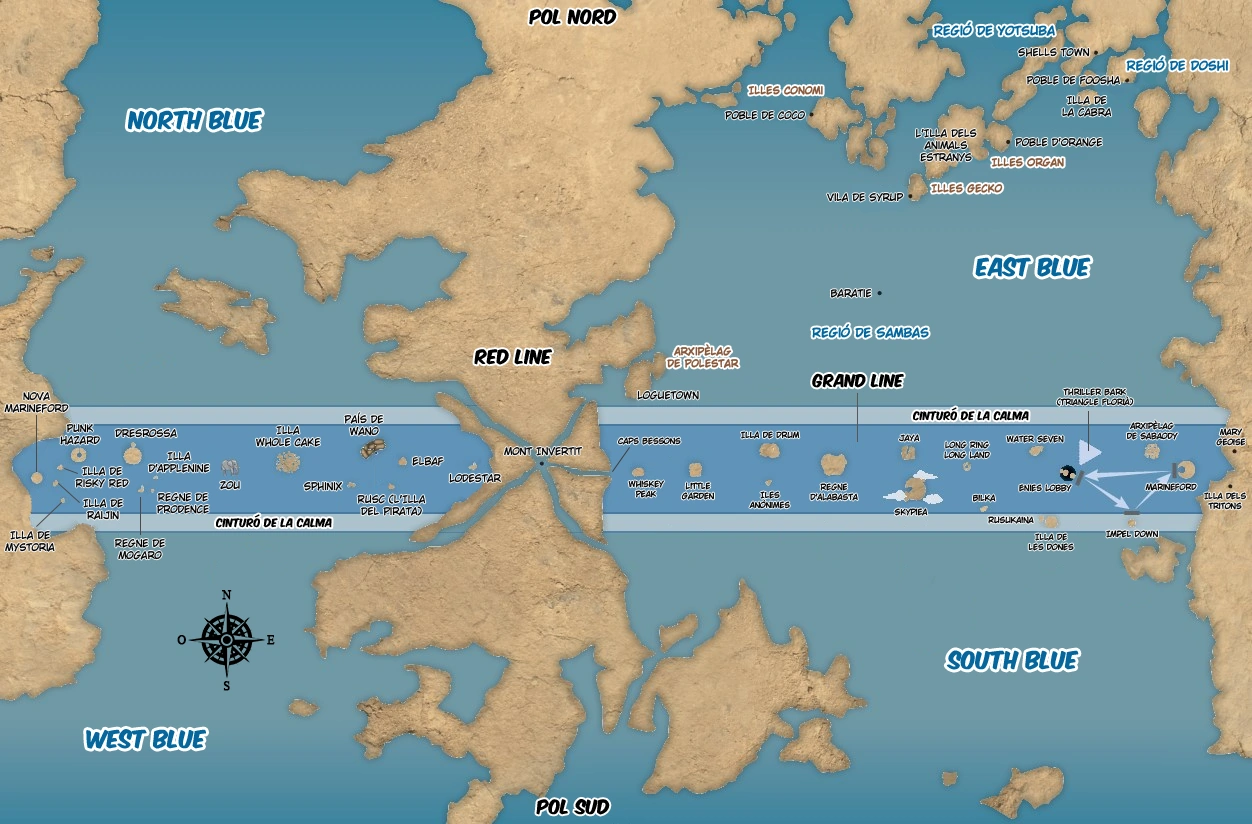 POL NORD
REGIÓ DE YOTSUBA
SHELLS TOWN
REGIÓ DE DOSHI
POBLE DE FOOSHA
ILLES CONOMI
ILLA DE
LA CABRA
POBLE DE COCO
NORTH BLUE
L'ILLA DELS
ANIMALS
ESTRANYS
POBLE D'ORANGE
ILLES ORGAN
ILLES GECKO
VILA DE SYRUP
EAST BLUE
BARATIE
REGIÓ DE SAMBAS
RED LINE
ARXIPÈLAG
DE POLESTAR
GRAND LINE
LOGUETOWN
THRILLER BARK
(TRIANGLE FLORIÀ)
NOVA
MARINEFORD
CINTURÓ DE LA CALMA
PUNK
HAZARD
DRESROSSA
ILLA
WHOLE CAKE
PAÍS DE
WANO
CAPS BESSONS
ILLA DE DRUM
JAYA
LONG RING
LONG LAND
WATER SEVEN
ARXIPÈLAG
DE SABAODY
MARY
GEOISE
MONT INVERTIT
ILLA DE
RISKY RED
ILLA
D'APPLENINE
ZOU
ELBAF
LODESTAR
SPHINIX
WHISKEY
PEAK
LITTLE
GARDEN
ILLES
ANÒNIMES
REGNE
D'ALABASTA
SKYPIEA
BILKA
ENIES LOBBY
MARINEFORD
ILLA DELS
TRITONS
ILLA DE
RAIJIN
REGNE DE
PRODENCE
RUSC (L'ILLA
DEL PIRATA)
CINTURÓ DE LA CALMA
RUSUKAINA
ILLA DE
LES DONES
IMPEL DOWN
ILLA DE
MYSTORIA
REGNE DE
MOGARO
N
O
E
S
SOUTH BLUE
WEST BLUE
POL SUD